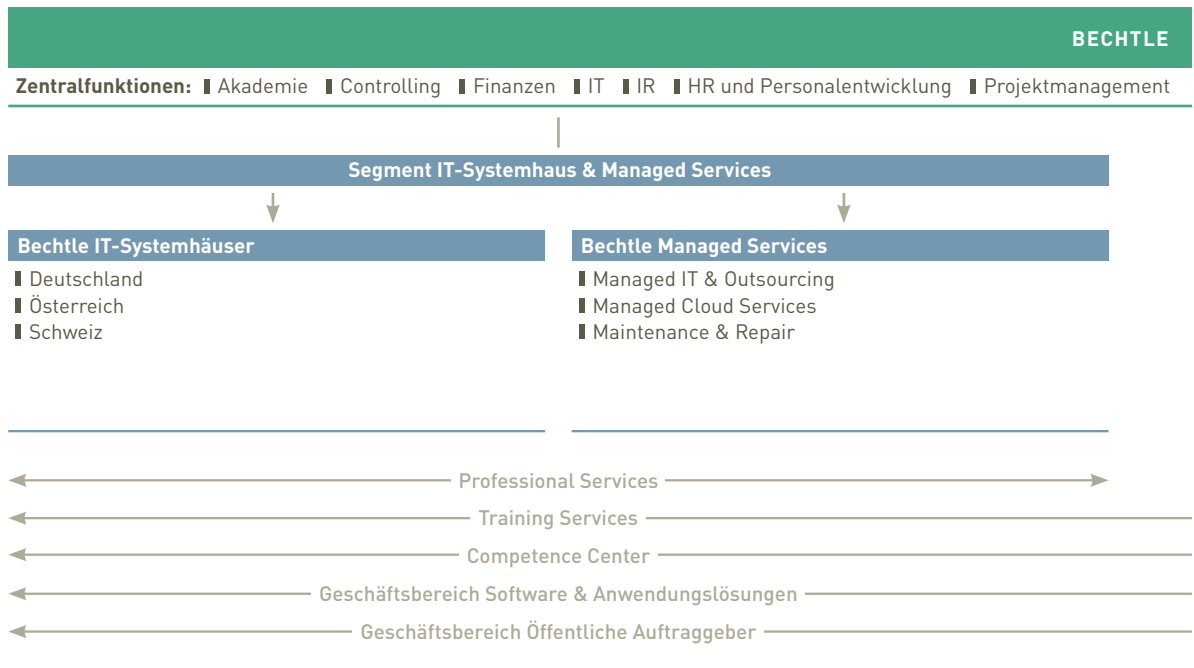 BECHTLE
Zentralfunktionen: Akademie Controlling Finanzen IT IR HR und Personalentwicklung Projektmanagement
Segment IT-Systemhaus & Managed Services
Bechtle IT-Systemhäuser
Deutschland
Österreich
Schweiz
Bechtle Managed Services
Managed IT & Outsourcing
Managed Cloud Services
Maintenance & Repair
Professional Services
Training Services
Competence Center
Geschäftsbereich Software & Anwendungslösungen
Geschäftsbereich Öffentliche Auftraggeber